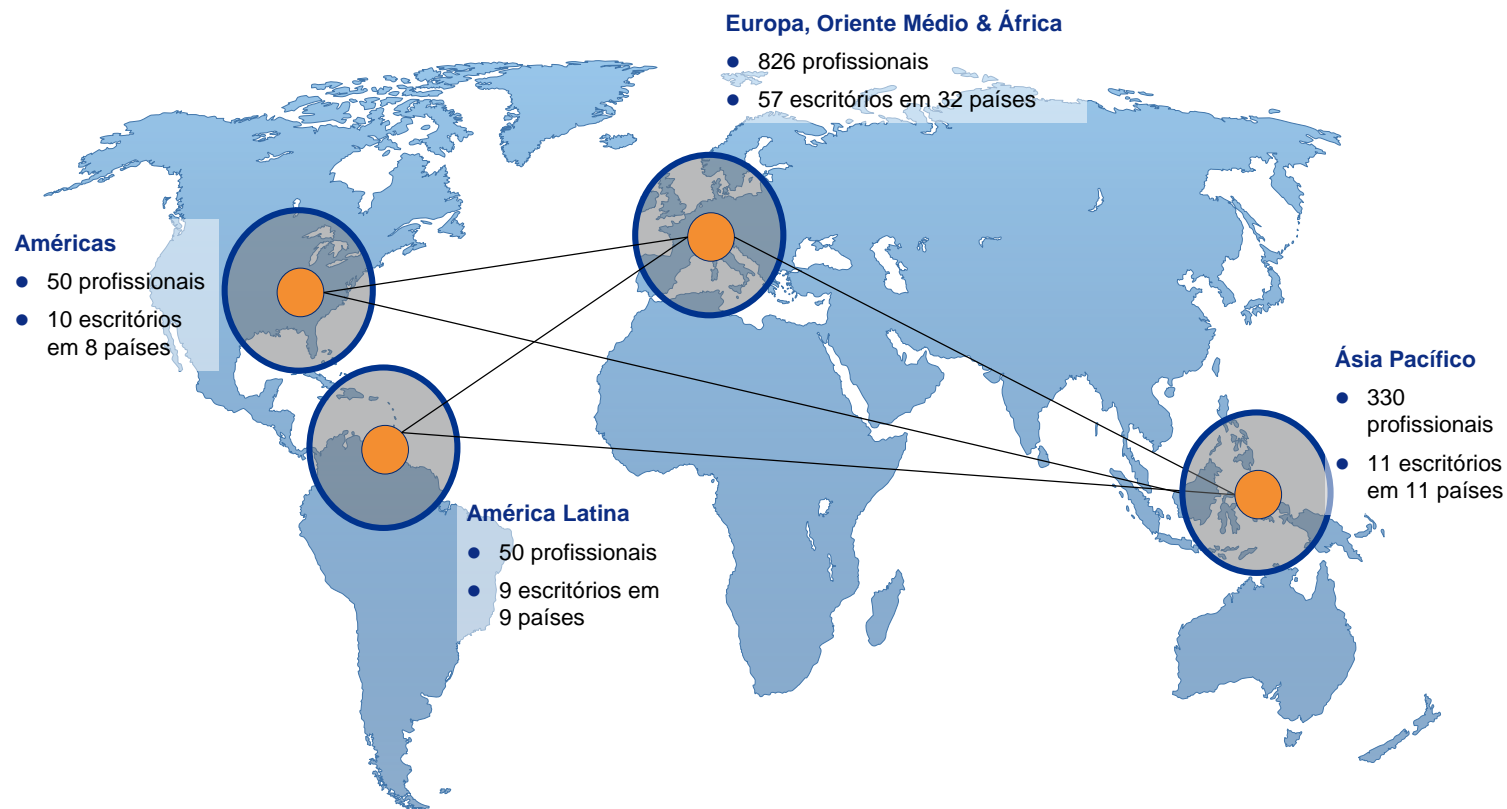 Europa, Oriente Médio & África
● 826 profissionais
● 57 escritórios em 32 países
Américas
● 50 profissionais
● 10 escritórios
em 8 países
América Latina
● 50 profissionais
● 9 escritórios em
9 países
Ásia Pacífico
● 330
profissionais
● 11 escritórios
em 11 países